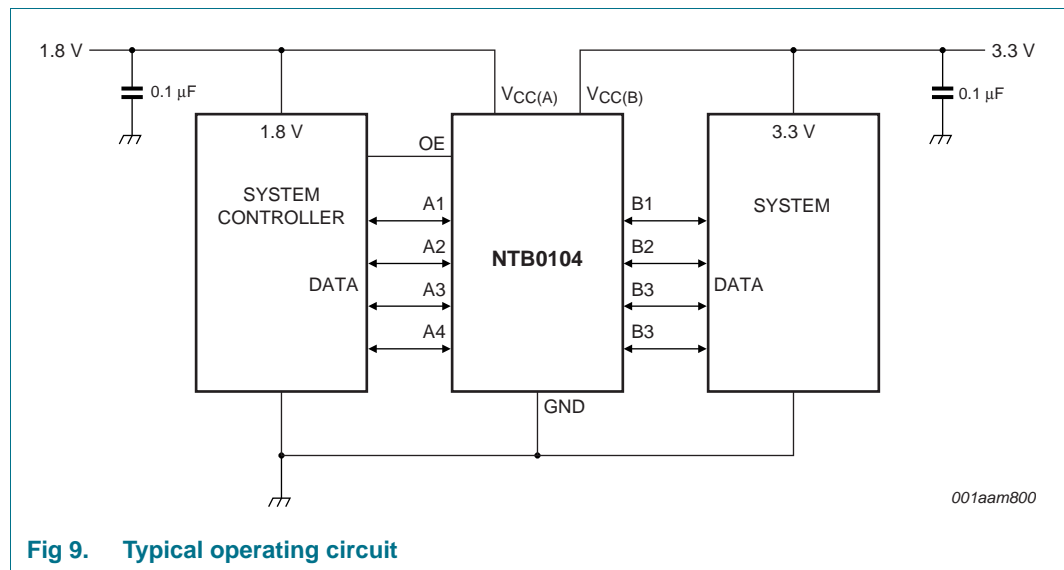 1.8 V
3.3 V
0.1 μF
VCC(A)
VCC(B)
0.1 μF
1.8 V
3.3 V
OE
SYSTEM
CONTROLLER
SYSTEM
A1
B1
A2
NTB0104
B2
DATA
A3
B3
DATA
A4
B3
GND
001aam800
Fig 9. Typical operating circuit